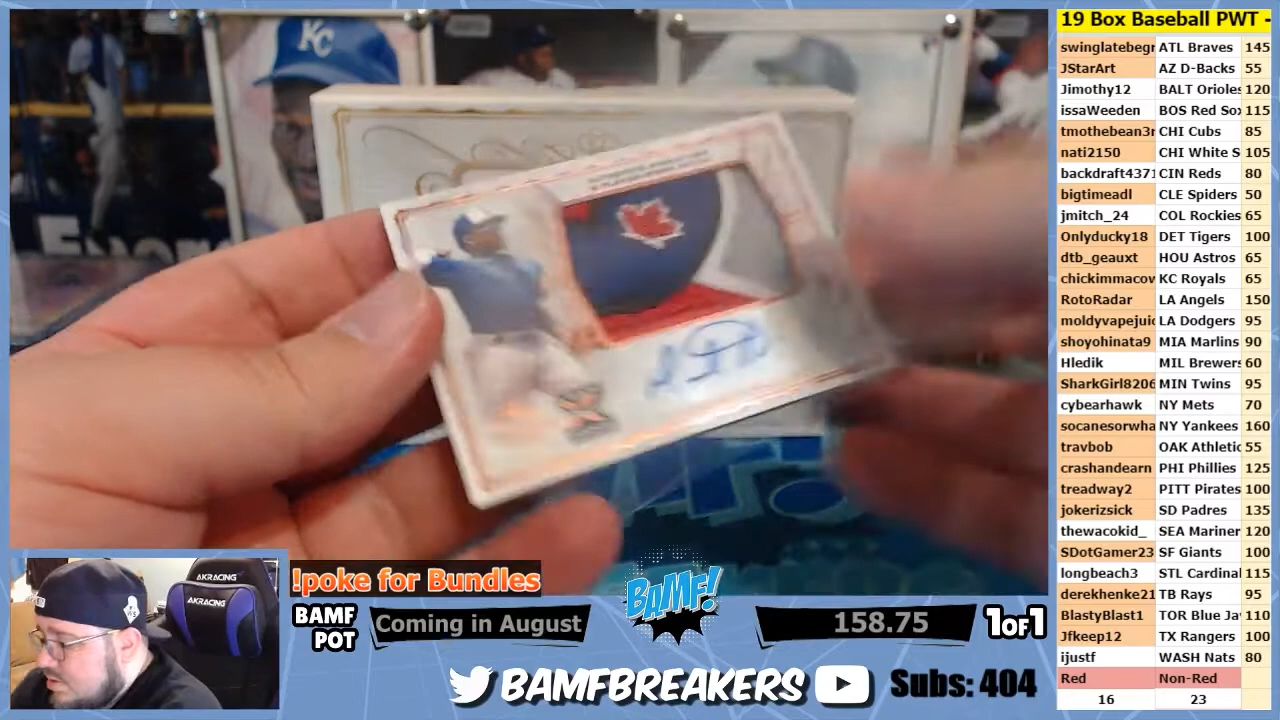 19 Box Baseball PWT -
swinglatebegr ATL Braves 145
JStarArt AZ D-Backs 55
Jimothy12 BALT Orioles 120
issaWeeden BOS Red Sox 115
tmothebean3r CHI Cubs 85
nati2150 CHI White S 105
backdraft4371 CIN Reds 80
bigtimeadl CLE Spiders 50
jmitch_24 COL Rockies 65
Onlyducky18 DET Tigers 100
dtb_geauxt HOU Astros 65
chickimmacov KC Royals 65
RotoRadar LA Angels 150
moldyvapejuic LA Dodgers 95
shoyohinata9 MIA Marlins 90
Hledik MIL Brewers 60
SharkGirl8206 MIN Twins 95
cybearhawk NY Mets 70
socanesorwha NY Yankees 160
travbob OAK Athletic 55
crashandearn PHI Phillies 125
treadway2 PITT Pirates 100
jokerizsick SD Padres 135
thewacokid_ SEA Mariner 120
SDotGamer23 SF Giants 100
longbeach3 STL Cardinal 115
derekhenke21 TB Rays 95
BlastyBlast1 TOR Blue Ja 110
Jfkeep12 TX Rangers 100
ijustf WASH Nats 80
Red Non-Red
16 23
KC
AKRACING
AKRACING
!poke for Bundles
BAMF
POT
Coming in August
BAMF!
158.75
1OF1
BAMFBREAKERS
Subs: 404